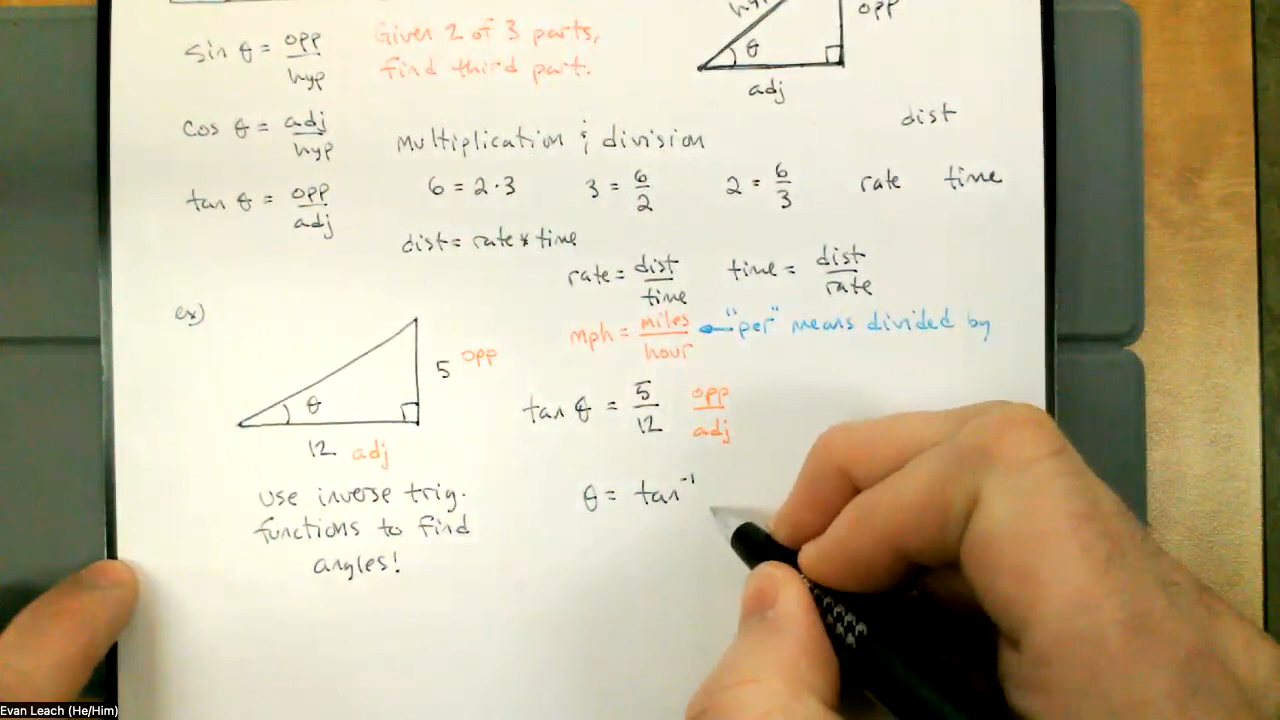 hyp
opp
θ
adj
sin θ = opp/hyp
Given 2 of 3 parts,
find third part.
cos θ = adj/hyp
tan θ = opp/adj
Multiplication & division
6 = 2·3
3 = 6/2
2 = 6/3
dist
rate time
dist = rate * time
rate = dist/time
time = dist/rate
mph = miles/hour
"per" means divided by
ex)
θ
5 opp
12 adj
tan θ = 5/12 opp/adj
use inverse trig.
functions to find
angles!
θ = tan⁻¹
Evan Leach (He/Him)